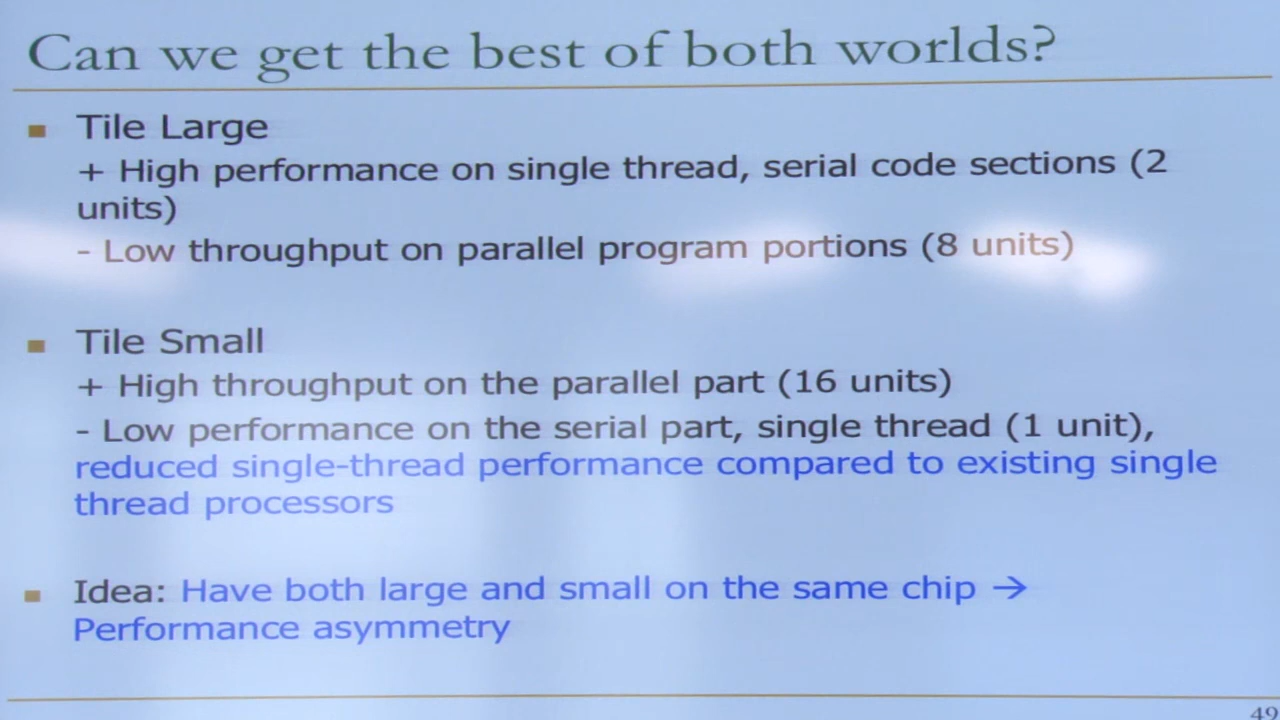 Can we get the best of both worlds?
■ Tile Large
+ High performance on single thread, serial code sections (2
units)
- Low throughput on parallel program portions (8 units)
■ Tile Small
+ High throughput on the parallel part (16 units)
- Low performance on the serial part, single thread (1 unit),
reduced single-thread performance compared to existing single
thread processors
■ Idea: Have both large and small on the same chip →
Performance asymmetry
49